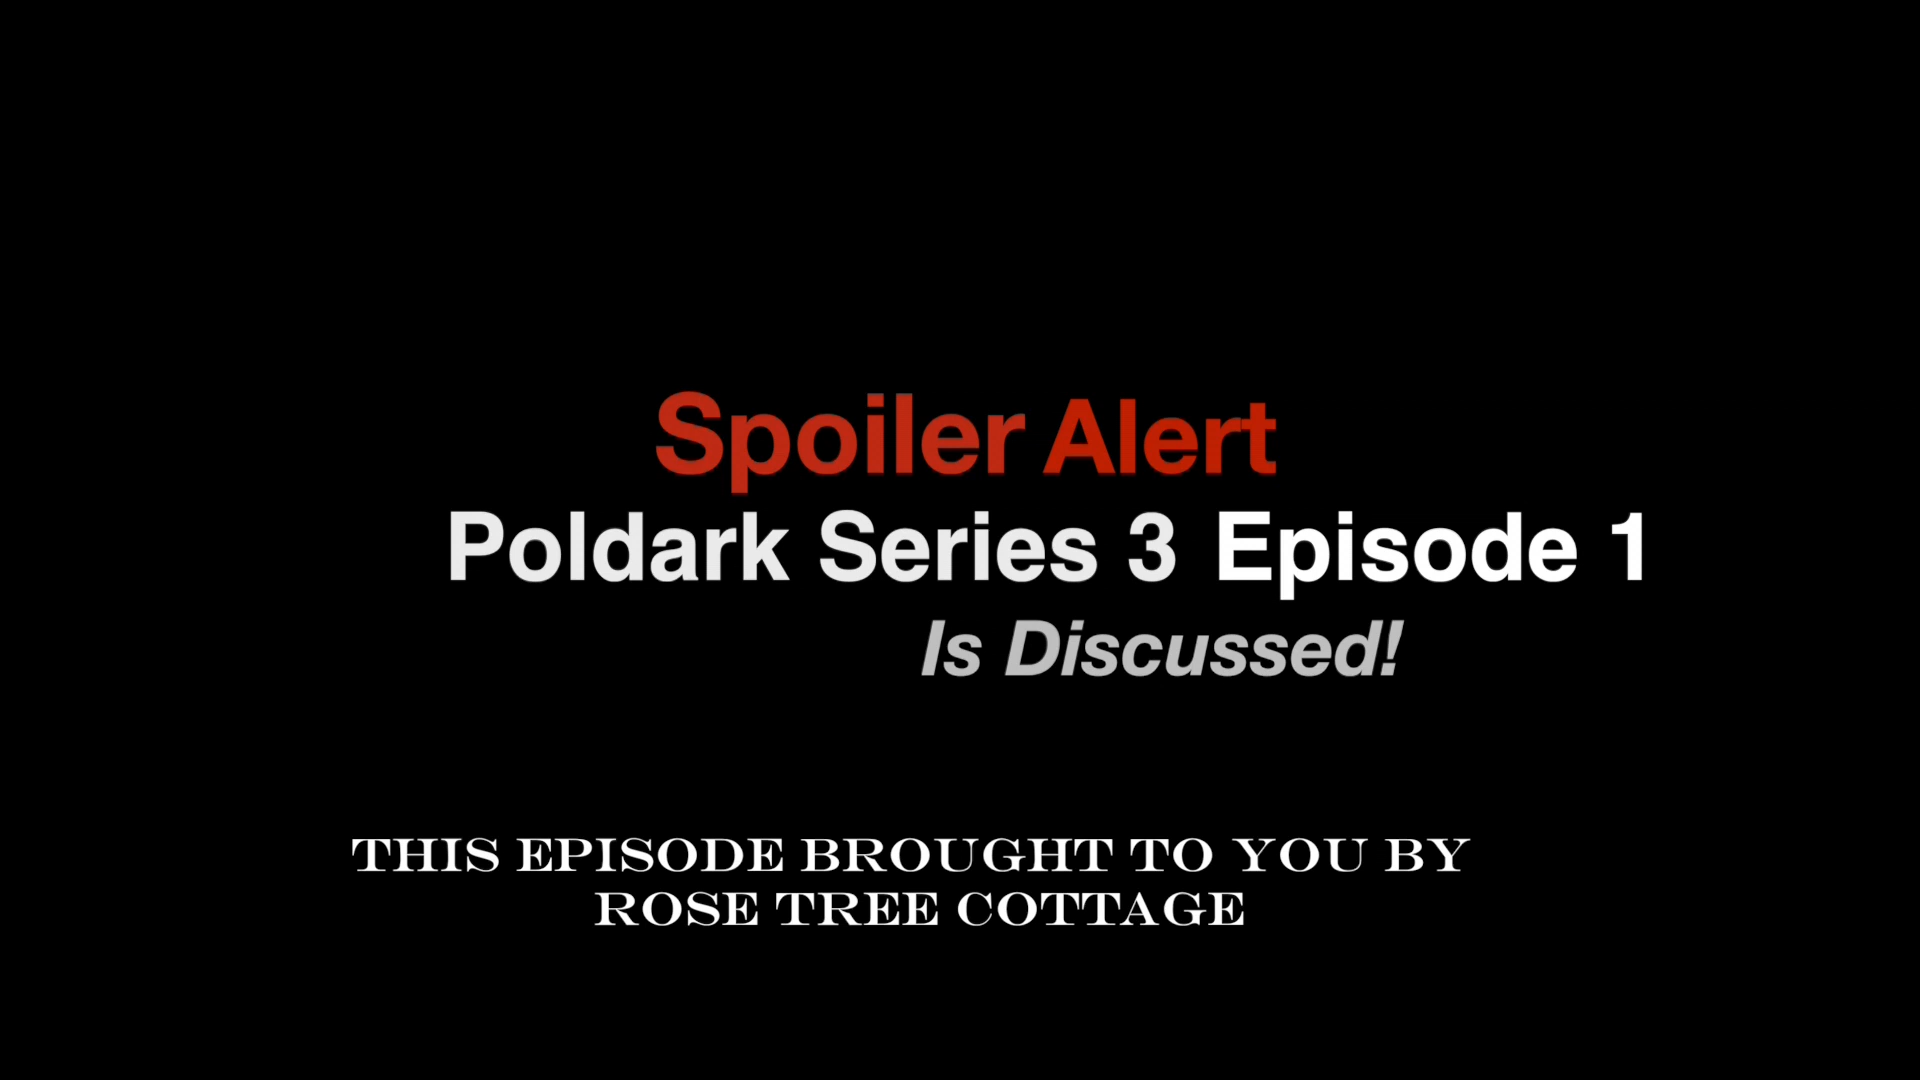 Spoiler Alert
Poldark Series 3 Episode 1
Is Discussed!
THIS EPISODE BROUGHT TO YOU BY
ROSE TREE COTTAGE